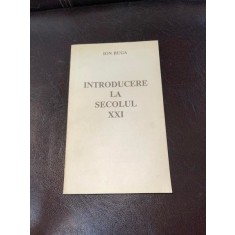 ION BUGA
INTRODUCERE
LA
SECOLUL
XXI